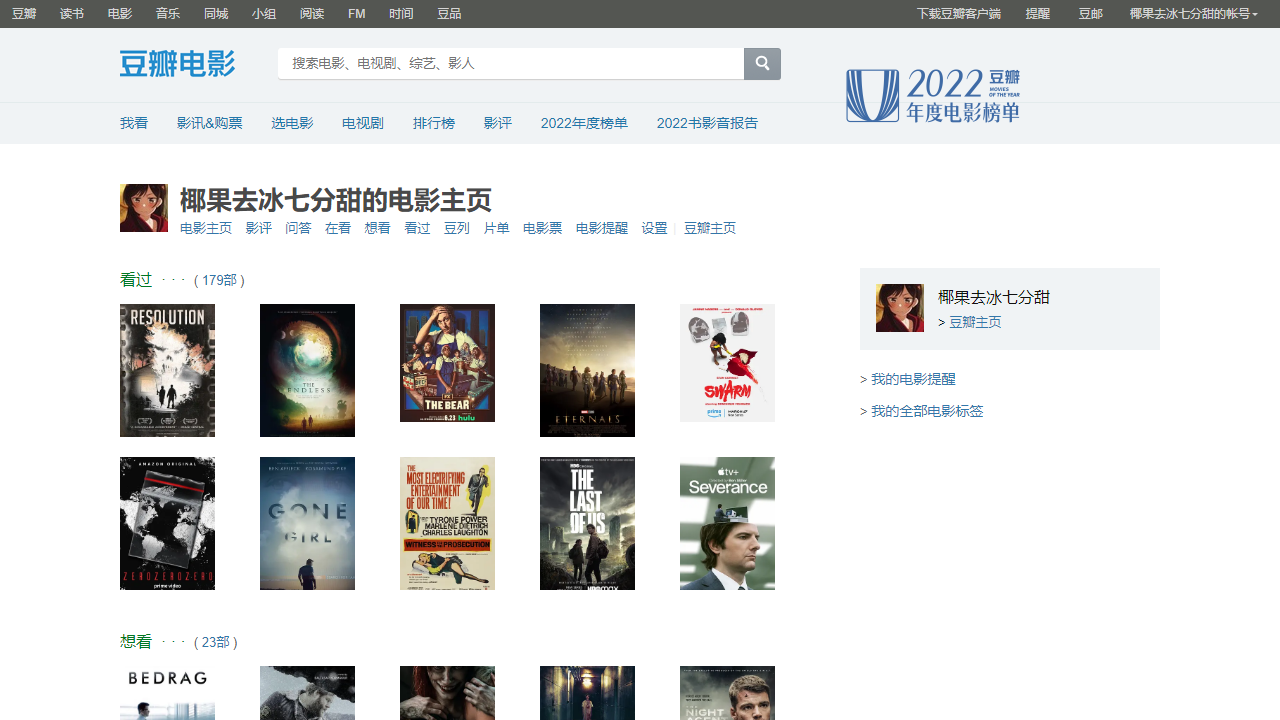 豆瓣 读书 电影 音乐 同城 小组 阅读 FM 时间 豆品 下载豆瓣客户端 提醒 豆邮 椰果去冰七分甜的帐号
豆瓣电影
搜索电影、电视剧、综艺、影人
2022 豆瓣
MOVIES
OF THE YEAR
年度电影榜单
我看 影讯&购票 选电影 电视剧 排行榜 影评 2022年度榜单 2022书影音报告
椰果去冰七分甜的电影主页
电影主页 影评 问答 在看 想看 看过 豆列 片单 电影票 电影提醒 设置 豆瓣主页
看过 · · · ( 179部 )
RESOLUTION
THE
ENDLESS
FX
THE BEAR
6.23 hulu
ETERNALS
SWARM
prime
椰果去冰七分甜
> 豆瓣主页
> 我的电影提醒
> 我的全部电影标签
AMAZON ORIGINAL
ZEROZEROZERO
prime video
BEN AFFLECK ROSAMUND PIKE
GONE
GIRL
THE
MOST ELECTRIFYING
ENTERTAINMENT
OF OUR TIME!
TYRONE POWER
MARLENE DIETRICH
CHARLES LAUGHTON
WITNESS FOR THE PROSECUTION
THE
LAST
OF US
HBOMAX
tv+
Severance
想看 · · · ( 23部 )
BEDRAG
THE
NIGHT
AGENT